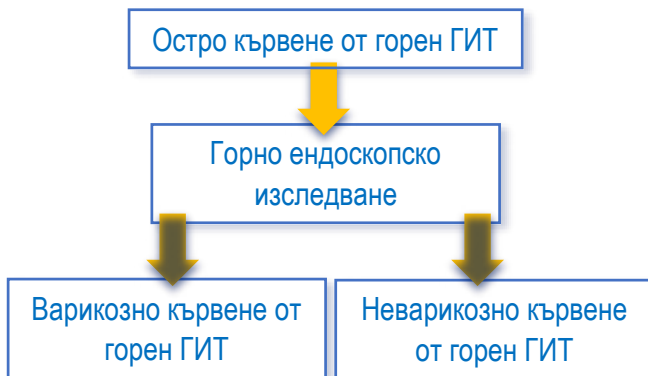 Остро кървене от горен ГИТ
Горно ендоскопско
изследване
Варикозно кървене от
горен ГИТ
Неварикозно кървене
от горен ГИТ